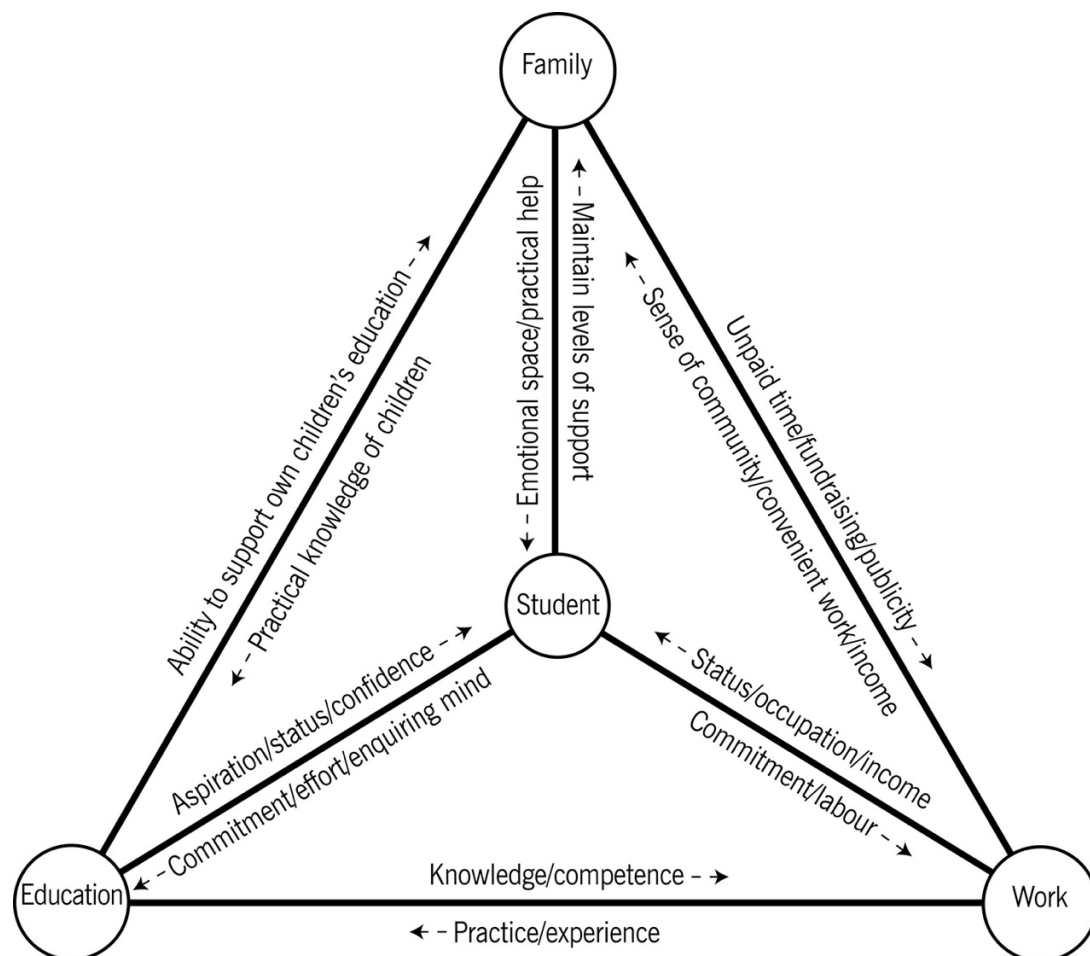 Family
Ability to support own children's education
Practical knowledge of children
Emotional space/practical help
Maintain levels of support
Sense of community/convenient work/income
Unpaid time/fundraising/publicity
Student
Aspiration/status/confidence
Commitment/effort/enquiring mind
Status/occupation/income
Commitment/labour
Education
Knowledge/competence
Practice/experience
Work